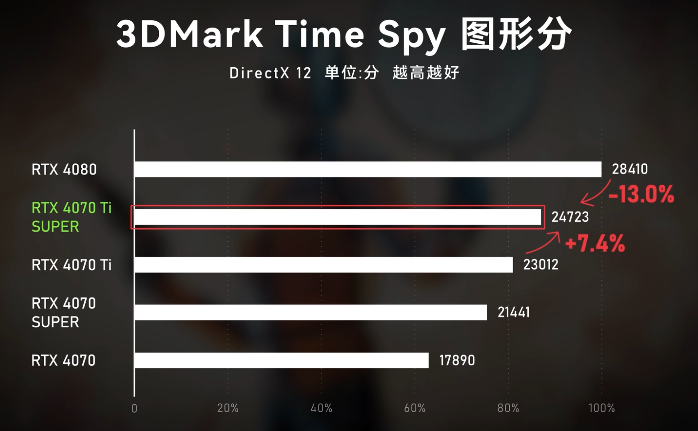 3DMark Time Spy 图形分
DirectX 12 单位:分 越高越好
RTX 4080
28410
-13.0%
RTX 4070 Ti
SUPER
24723
+7.4%
RTX 4070 Ti
23012
RTX 4070
SUPER
21441
RTX 4070
17890
0 20% 40% 60% 80% 100%